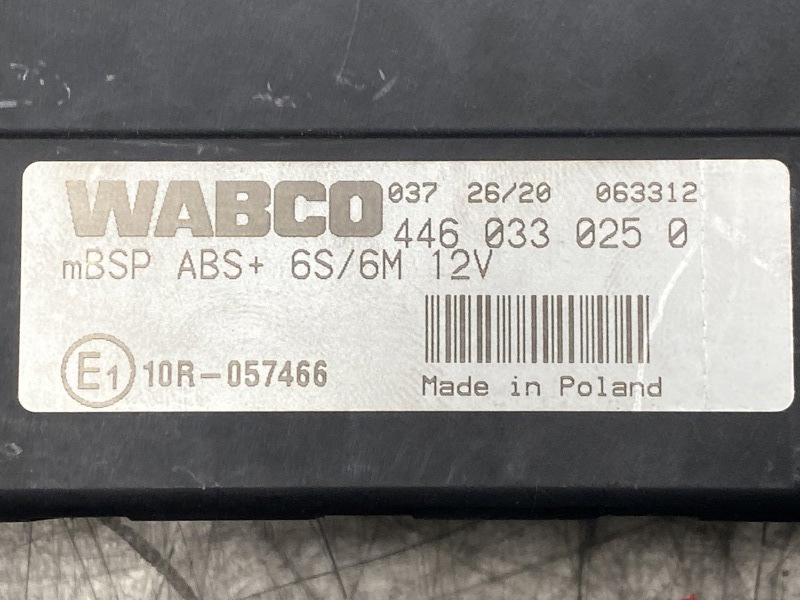 WABCO 037 26/20 063312
446 033 025 0
mBSP ABS+ 6S/6M 12V
E1 10R-057466
Made in Poland